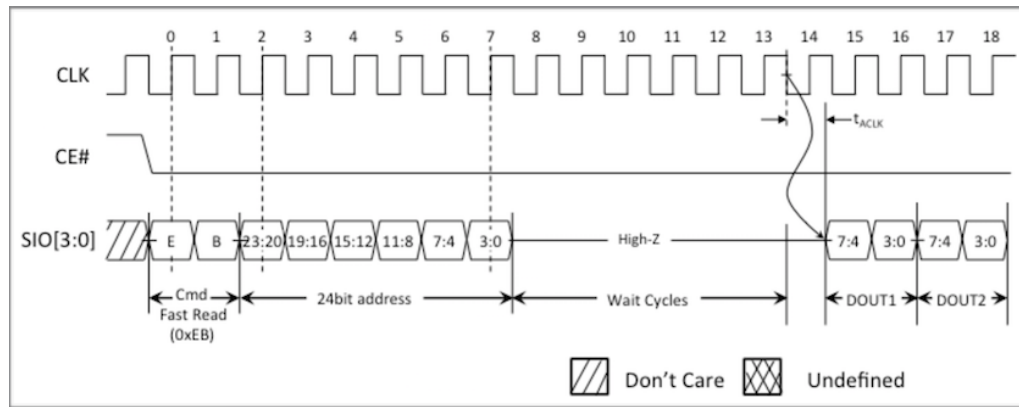 0 1 2 3 4 5 6 7 8 9 10 11 12 13 14 15 16 17 18
CLK
tACLK
CE#
SIO[3:0]
E B 23:20 19:16 15:12 11:8 7:4 3:0 High-Z 7:4 3:0 7:4 3:0
Cmd
Fast Read
(0xEB)
24bit address
Wait Cycles
DOUT1
DOUT2
Don't Care
Undefined